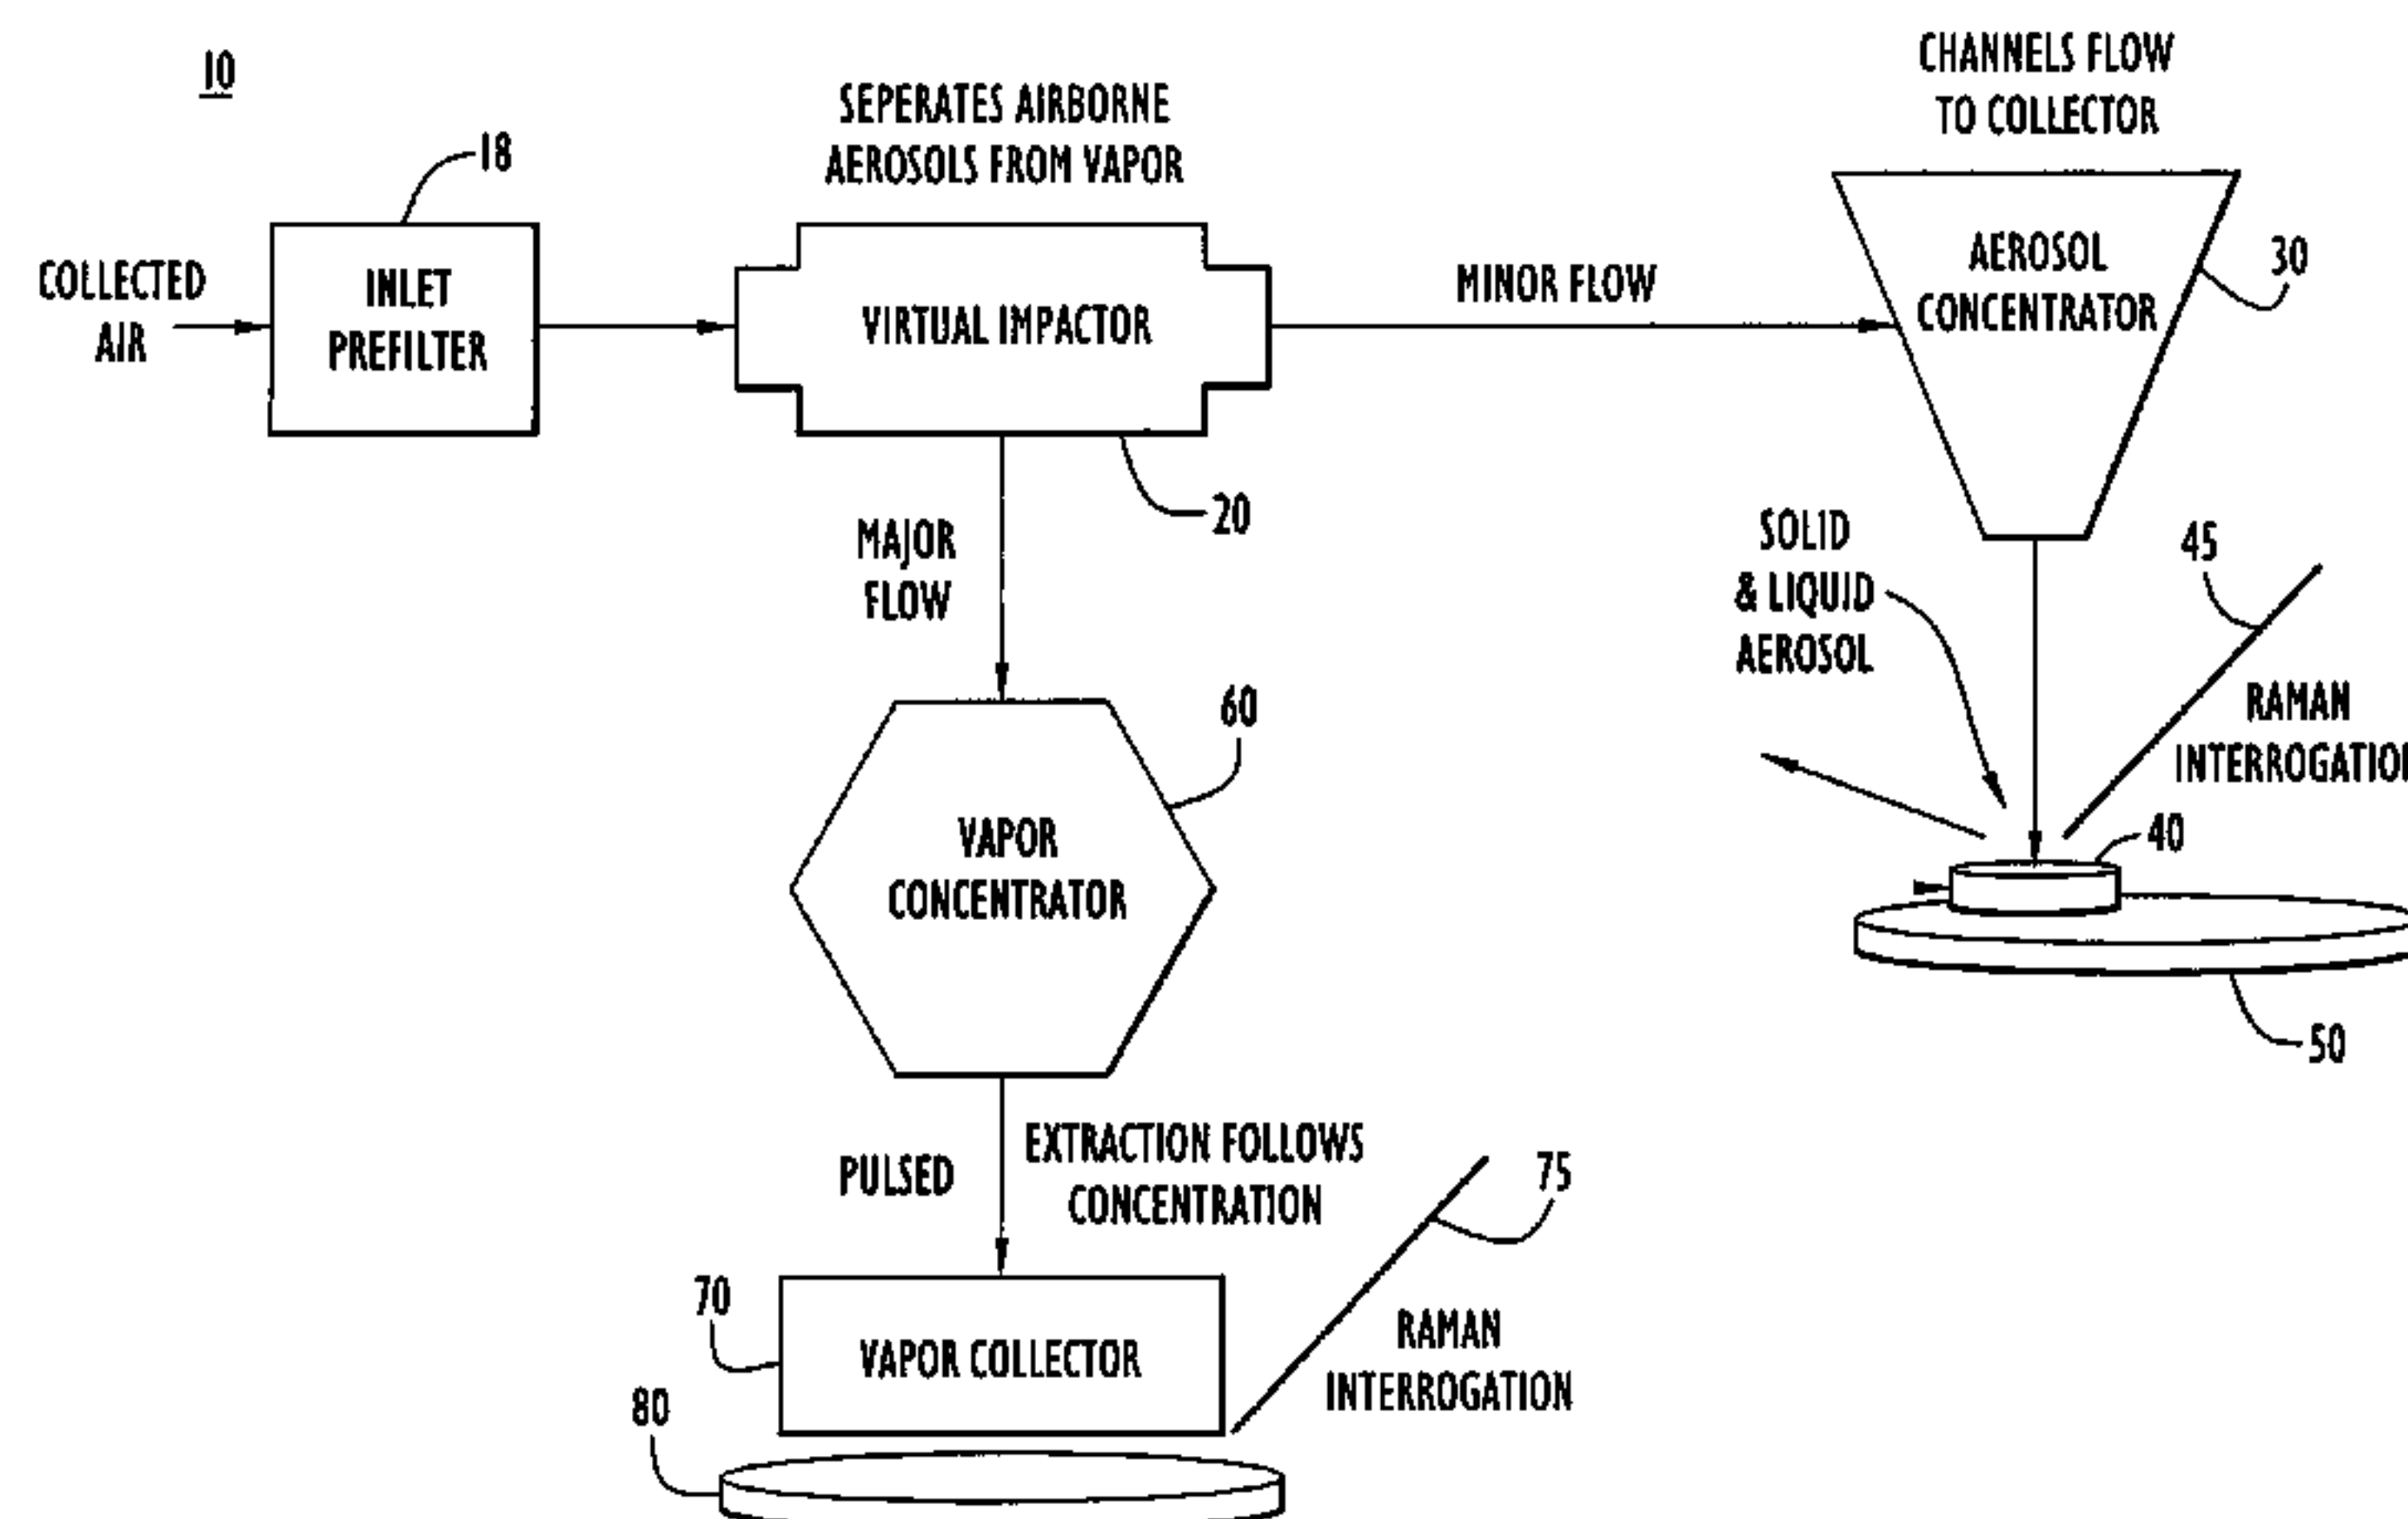 10
18
COLLECTED
AIR
INLET
PREFILTER
SEPERATES AIRBORNE
AEROSOLS FROM VAPOR
VIRTUAL IMPACTOR
20
MINOR FLOW
CHANNELS FLOW
TO COLLECTOR
AEROSOL
CONCENTRATOR
30
MAJOR
FLOW
SOLID
& LIQUID
AEROSOL
45
RAMAN
INTERROGATIO
40
50
60
VAPOR
CONCENTRATOR
PULSED
EXTRACTION FOLLOWS
CONCENTRATION
75
70
VAPOR COLLECTOR
RAMAN
INTERROGATION
80